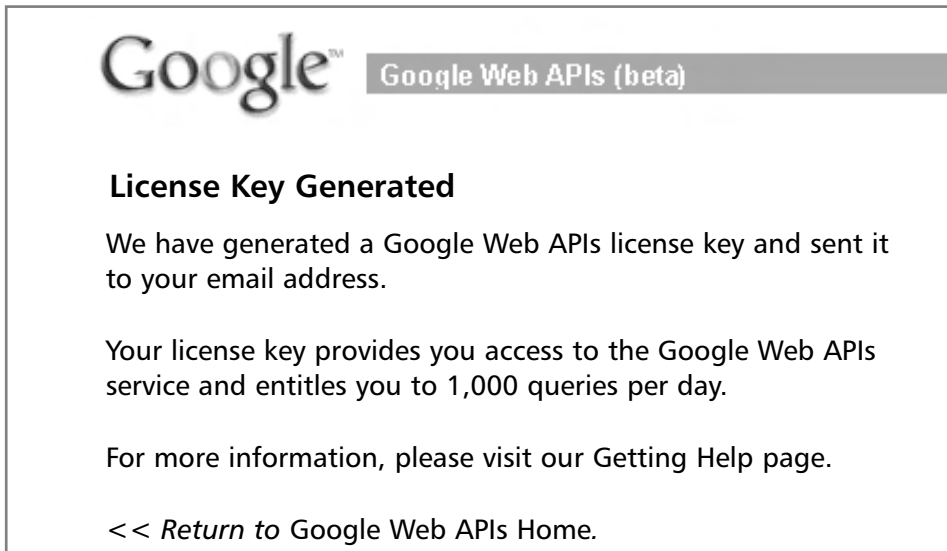 Google™
Google Web APIs (beta)
License Key Generated
We have generated a Google Web APIs license key and sent it
to your email address.
Your license key provides you access to the Google Web APIs
service and entitles you to 1,000 queries per day.
For more information, please visit our Getting Help page.
<< Return to Google Web APIs Home.